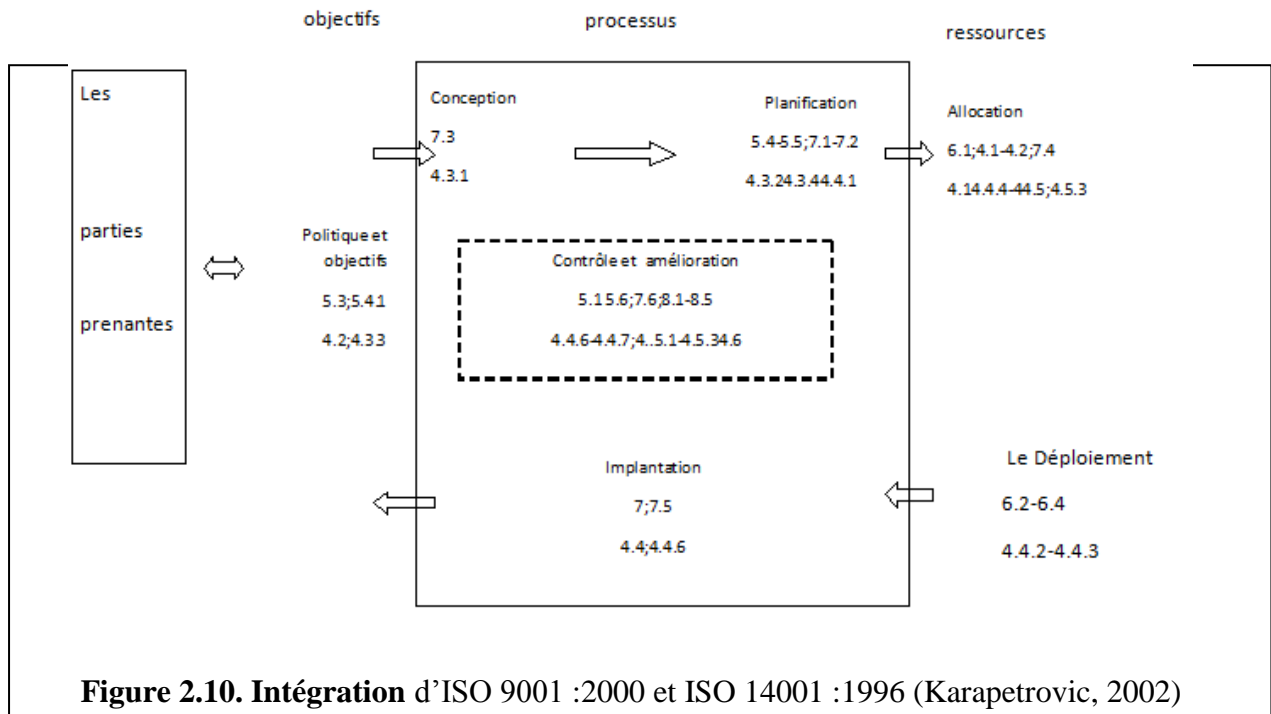 objectifs
processus
ressources
Les
parties
prenantes
Politique et
objectifs
5.3;5.4.1
4.2;4.3.3
Conception
7.3
4.3.1
Planification
5.4-5.5;7.1-7.2
4.3.24.3.44.4.1
Allocation
6.1;4.1-4.2;7.4
4.14.4.4-44.5;4.5.3
Contrôle et amélioration
5.15.6;7.6;8.1-8.5
4.4.6-4.4.7;4..5.1-4.5.34.6
Implantation
7;7.5
4.4;4.4.6
Le Déploiement
6.2-6.4
4.4.2-4.4.3
Figure 2.10. Intégration d'ISO 9001 :2000 et ISO 14001 :1996 (Karapetrovic, 2002)